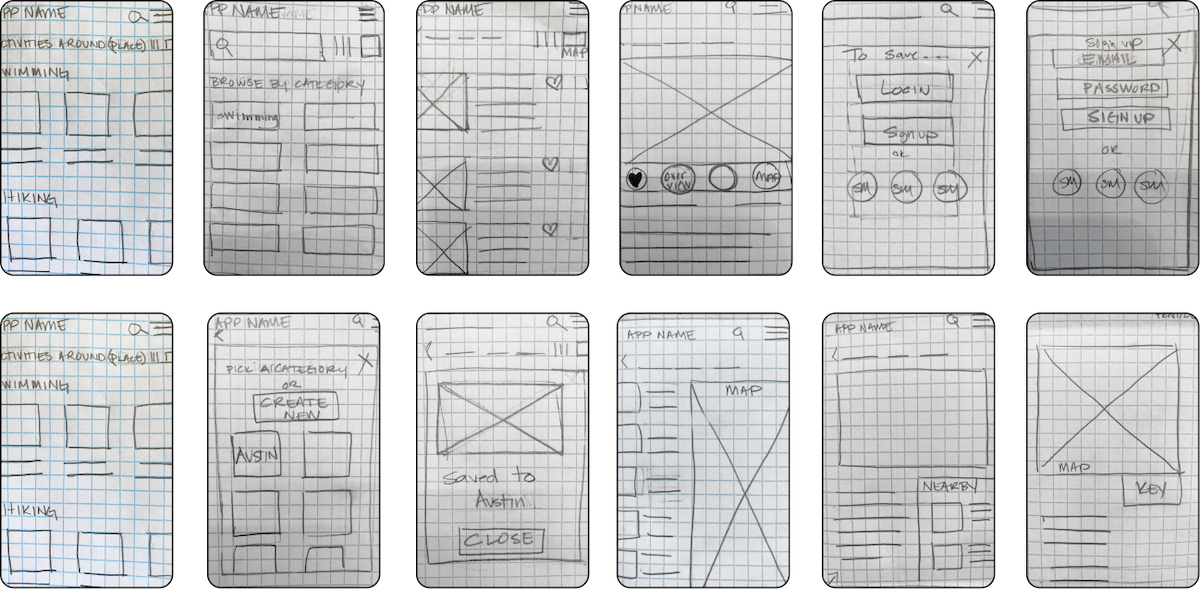 PP NAME
CTIVITIES AROUND (PLACE)
WIMMING
HIKING
PP NAME
BROWSE BY CATEGORY
swimming
PP NAME
MAP
PNAME
OVER
VIEW
MAP
To save....
LOGIN
Sign up
OR
SM SM SM
Sign up
EMAIL
PASSWORD
SIGN UP
OR
SM SM SM
PP NAME
CTIVITIES AROUND (PLACE)
WIMMING
HIKING
APP NAME
PICK A CATEGORY
OR
CREATE
NEW
AUSTIN
Saved to
Austin.
CLOSE
APP NAME
MAP
APP NAME
NEARBY
MAP
KEY